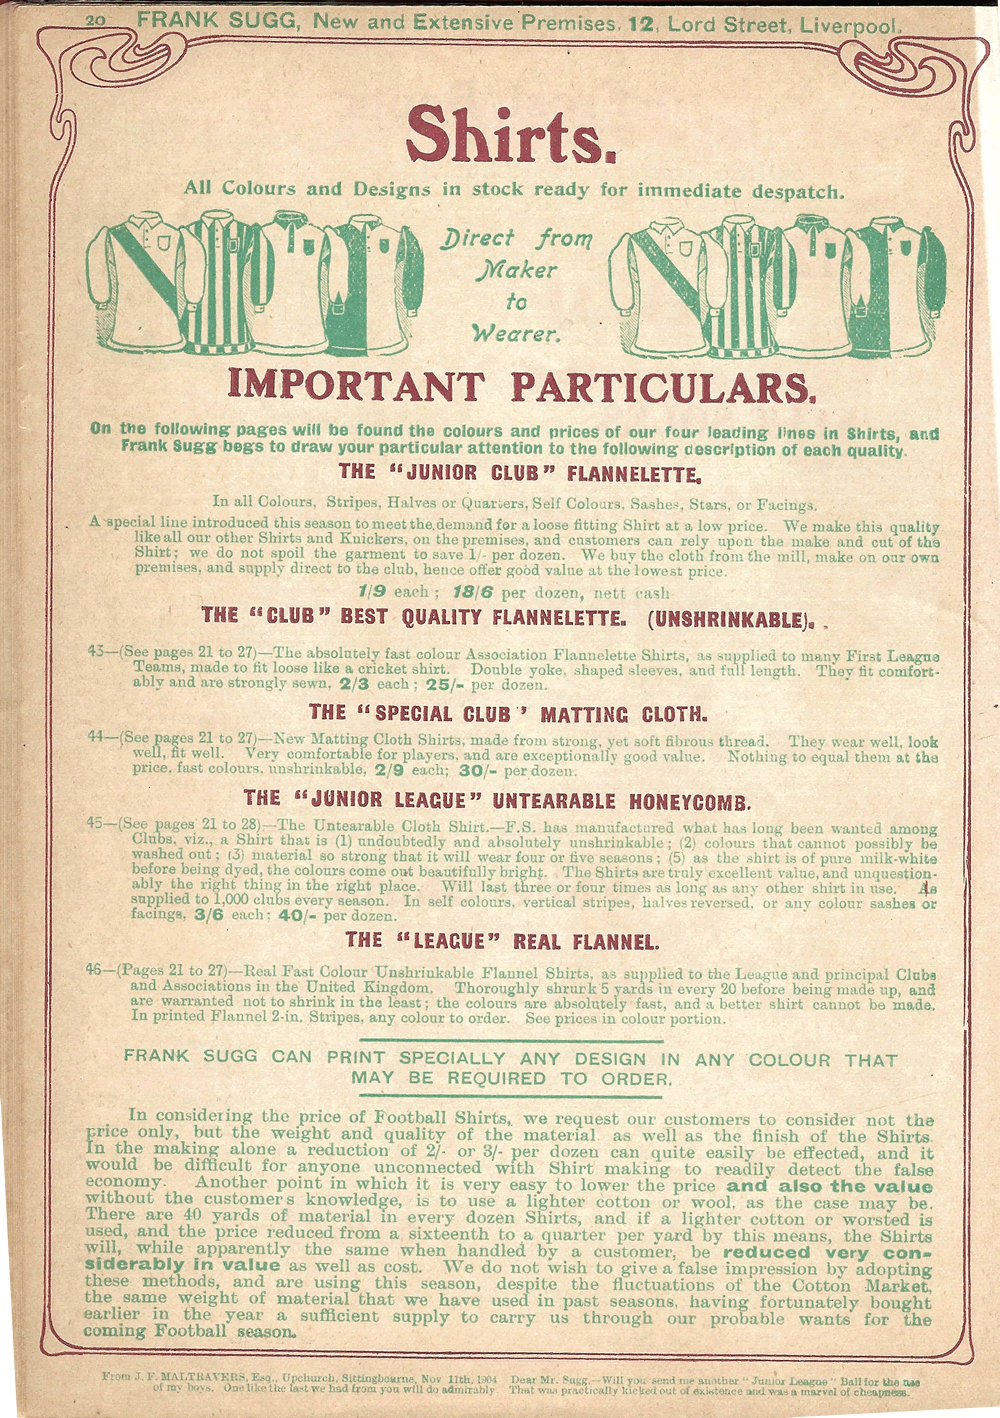 20 FRANK SUGG, New and Extensive Premises, 12, Lord Street, Liverpool.
Shirts.
All Colours and Designs in stock ready for immediate despatch.
Direct from
Maker
to
Wearer.
IMPORTANT PARTICULARS.
On the following pages will be found the colours and prices of our four leading lines in Shirts, and
Frank Sugg begs to draw your particular attention to the following description of each quality.
THE "JUNIOR CLUB" FLANNELETTE.
In all Colours, Stripes, Halves or Quarters, Self Colours, Sashes, Stars, or Facings.
A special line introduced this season to meet the demand for a loose fitting Shirt at a low price. We make this quality
like all our other Shirts and Knickers, on the premises, and customers can rely upon the make and cut of the
Shirt; we do not spoil the garment to save 1/- per dozen. We buy the cloth from the mill, make on our own
premises, and supply direct to the club, hence offer good value at the lowest price.
1/9 each; 18/6 per dozen, nett cash
THE "CLUB" BEST QUALITY FLANNELETTE. (UNSHRINKABLE).
43—(See pages 21 to 27)—The absolutely fast colour Association Flannelette Shirts, as supplied to many First League
Teams, made to fit loose like a cricket shirt. Double yoke, shaped sleeves, and full length. They fit comfort-
ably and are strongly sewn, 2/3 each; 25/- per dozen.
THE "SPECIAL CLUB' MATTING CLOTH.
44—(See pages 21 to 27)—New Matting Cloth Shirts, made from strong, yet soft fibrous thread. They wear well, look
well, fit well. Very comfortable for players, and are exceptionally good value. Nothing to equal them at the
price, fast colours, unshrinkable, 2/9 each; 30/- per dozen.
THE "JUNIOR LEAGUE" UNTEARABLE HONEYCOMB.
45—(See pages 21 to 28)—The Untearable Cloth Shirt.—F.S. has manufactured what has long been wanted among
Clubs, viz., a Shirt that is (1) undoubtedly and absolutely unshrinkable; (2) colours that cannot possibly be
washed out; (3) material so strong that it will wear four or five seasons; (5) as the shirt is of pure milk-white
before being dyed, the colours come out beautifully bright. The Shirts are truly excellent value, and unquestion-
ably the right thing in the right place. Will last three or four times as long as any other shirt in use. As
supplied to 1,000 clubs every season. In self colours, vertical stripes, halves reversed, or any colour sashes or
facings, 3/6 each; 40/- per dozen.
THE "LEAGUE" REAL FLANNEL.
46—(Pages 21 to 27)—Real Fast Colour Unshrinkable Flannel Shirts, as supplied to the League and principal Clubs
and Associations in the United Kingdom. Thoroughly shrunk 5 yards in every 20 before being made up, and
are warranted not to shrink in the least; the colours are absolutely fast, and a better shirt cannot be made.
In printed Flannel 2-in. Stripes, any colour to order. See prices in colour portion.
FRANK SUGG CAN PRINT SPECIALLY ANY DESIGN IN ANY COLOUR THAT
MAY BE REQUIRED TO ORDER.
In considering the price of Football Shirts, we request our customers to consider not the
price only, but the weight and quality of the material as well as the finish of the Shirts.
In the making alone a reduction of 2/- or 3/- per dozen can quite easily be effected, and it
would be difficult for anyone unconnected with Shirt making to readily detect the false
economy. Another point in which it is very easy to lower the price and also the value
without the customers knowledge, is to use a lighter cotton or wool, as the case may be.
There are 40 yards of material in every dozen Shirts, and if a lighter cotton or worsted is
used, and the price reduced from a sixteenth to a quarter per yard by this means, the Shirts
will, while apparently the same when handled by a customer, be reduced very con-
siderably in value as well as cost. We do not wish to give a false impression by adopting
these methods, and are using this season, despite the fluctuations of the Cotton Market,
the same weight of material that we have used in past seasons, having fortunately bought
earlier in the year a sufficient supply to carry us through our probable wants for the
coming Football season.
From J. F. MALTRAVERS, Esq., Upchurch, Sittingbourne, Nov 11th, 1904 Dear Mr. Sugg,—Will you send me another "Junior League" Ball for the use
of my boys. One like the last we had from you will do admirably That was practically kicked out of existence and was a marvel of cheapness.